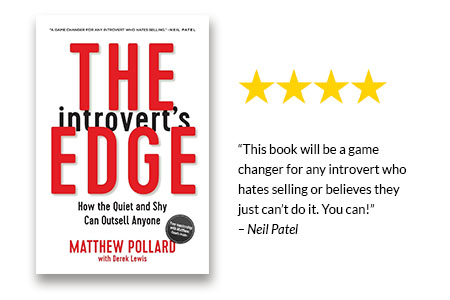 "A GAME CHANGER FOR ANY INTROVERT WHO HATES SELLING." -NEIL PATEL
THE
introvert's
EDGE
How the Quiet and Shy
Can Outsell Anyone
MATTHEW POLLARD
with Derek Lewis
“This book will be a game
changer for any introvert who
hates selling or believes they
just can’t do it. You can!”
– Neil Patel